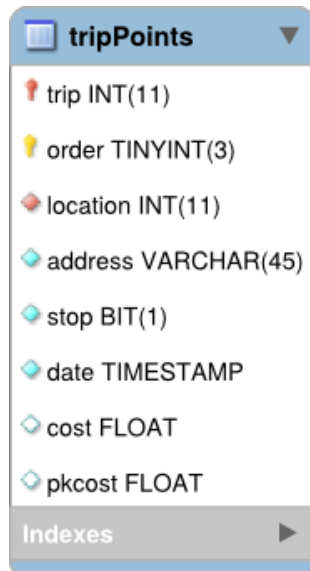 tripPoints
trip INT(11)
order TINYINT(3)
location INT(11)
address VARCHAR(45)
stop BIT(1)
date TIMESTAMP
cost FLOAT
pkcost FLOAT
Indexes